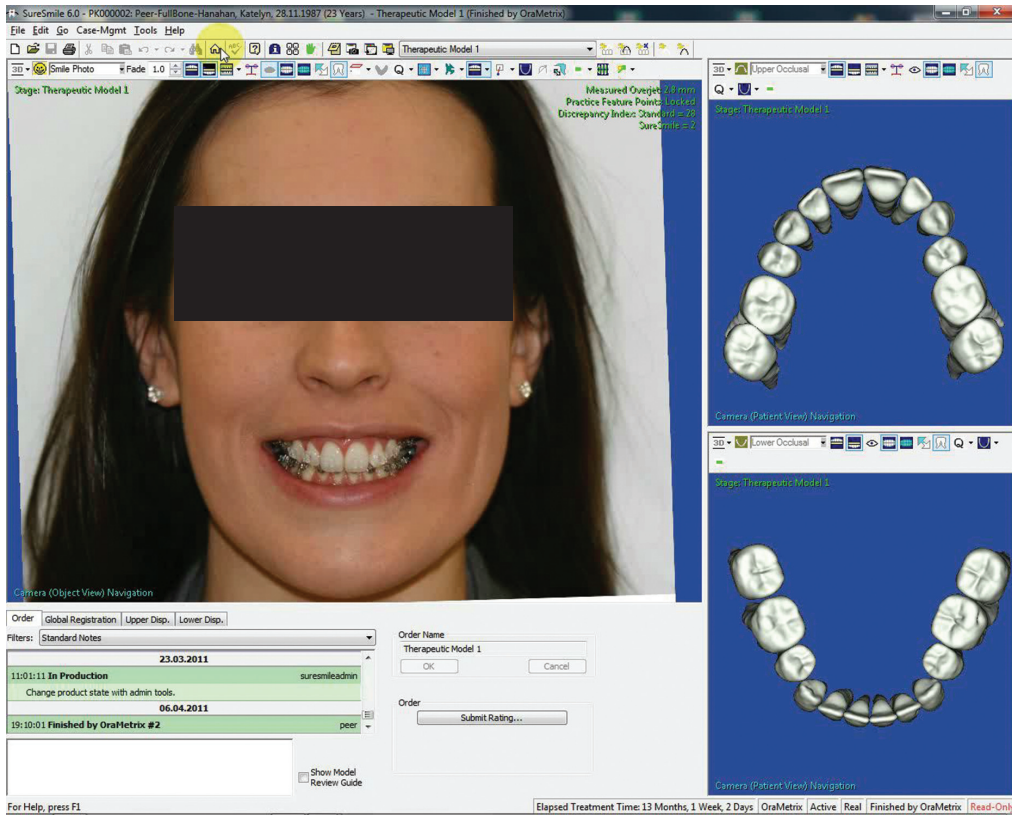 SureSmile 6.0 - PK000002: Peer-FullBone-Hanahan, Katelyn, 28.11.1987 (23 Years) - Therapeutic Model 1 (Finished by OraMetrix)
File Edit Go Case-Mgmt Tools Help
Therapeutic Model 1
3D Smile Photo Fade 1.0
Stage: Therapeutic Model 1
Measured Overjet: 2.8 mm
Practice Feature Points: Locked
Discrepancy Index: Standard = 28
SureSmile = 2
Camera (Object View) Navigation
3D Upper Occlusal
Q
Stage: Therapeutic Model 1
Camera (Patient View) Navigation
3D Lower Occlusal Q
Stage: Therapeutic Model 1
Camera (Patient View) Navigation
Order Global Registration Upper Disp. Lower Disp.
Filters: Standard Notes
23.03.2011
11:01:11 In Production suresmileadmin
Change product state with admin tools.
06.04.2011
19:10:01 Finished by OraMetrix #2 peer
Show Model
Review Guide
Order Name
Therapeutic Model 1
OK Cancel
Order
Submit Rating...
For Help, press F1
Elapsed Treatment Time: 13 Months, 1 Week, 2 Days OraMetrix Active Real Finished by OraMetrix Read-Only